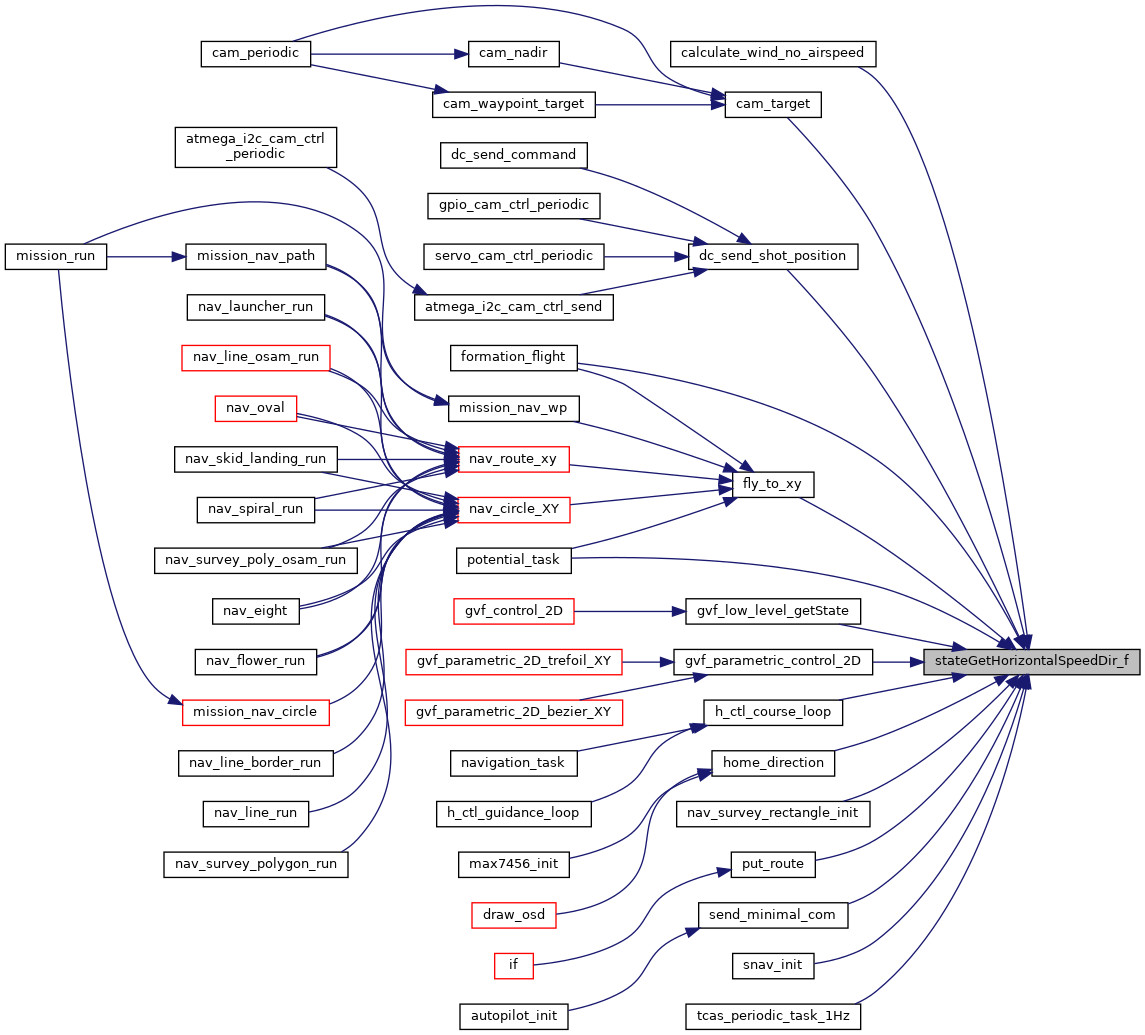 cam_periodic
cam_nadir
calculate_wind_no_airspeed
cam_waypoint_target
cam_target
atmega_i2c_cam_ctrl
_periodic
dc_send_command
gpio_cam_ctrl_periodic
mission_run
mission_nav_path
servo_cam_ctrl_periodic
dc_send_shot_position
nav_launcher_run
atmega_i2c_cam_ctrl_send
nav_line_osam_run
formation_flight
nav_oval
mission_nav_wp
nav_skid_landing_run
nav_route_xy
fly_to_xy
nav_spiral_run
nav_circle_XY
nav_survey_poly_osam_run
potential_task
nav_eight
gvf_control_2D
gvf_low_level_getState
nav_flower_run
gvf_parametric_2D_trefoil_XY
gvf_parametric_control_2D
stateGetHorizontalSpeedDir_f
mission_nav_circle
gvf_parametric_2D_bezier_XY
h_ctl_course_loop
nav_line_border_run
navigation_task
home_direction
nav_line_run
h_ctl_guidance_loop
nav_survey_rectangle_init
nav_survey_polygon_run
max7456_init
put_route
draw_osd
send_minimal_com
if
snav_init
autopilot_init
tcas_periodic_task_1Hz